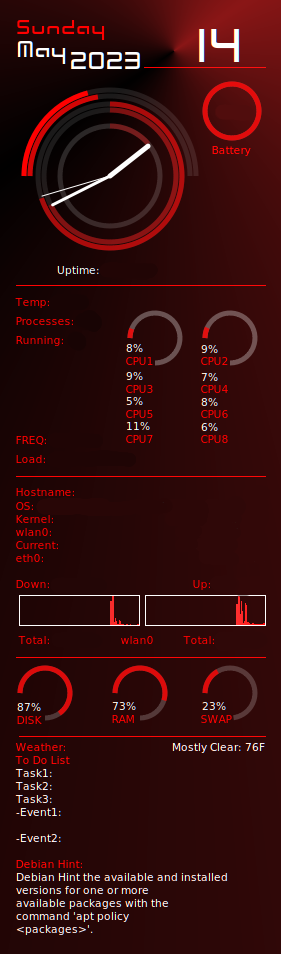 Sunday
May 2023 14
Battery
Uptime:
Temp:
Processes:
Running:
8% 9%
CPU1 CPU2
9% 7%
CPU3 CPU4
5% 8%
CPU5 CPU6
11% 6%
FREQ: CPU7 CPU8
Load:
Hostname:
OS:
Kernel:
wlan0:
Current:
eth0:
Down: Up:
Total: wlan0 Total:
87% 73% 23%
DISK RAM SWAP
Weather: Mostly Clear: 76F
To Do List
Task1:
Task2:
Task3:
-Event1:
-Event2:
Debian Hint:
Debian Hint the available and installed
versions for one or more
available packages with the
command 'apt policy
<packages>'.